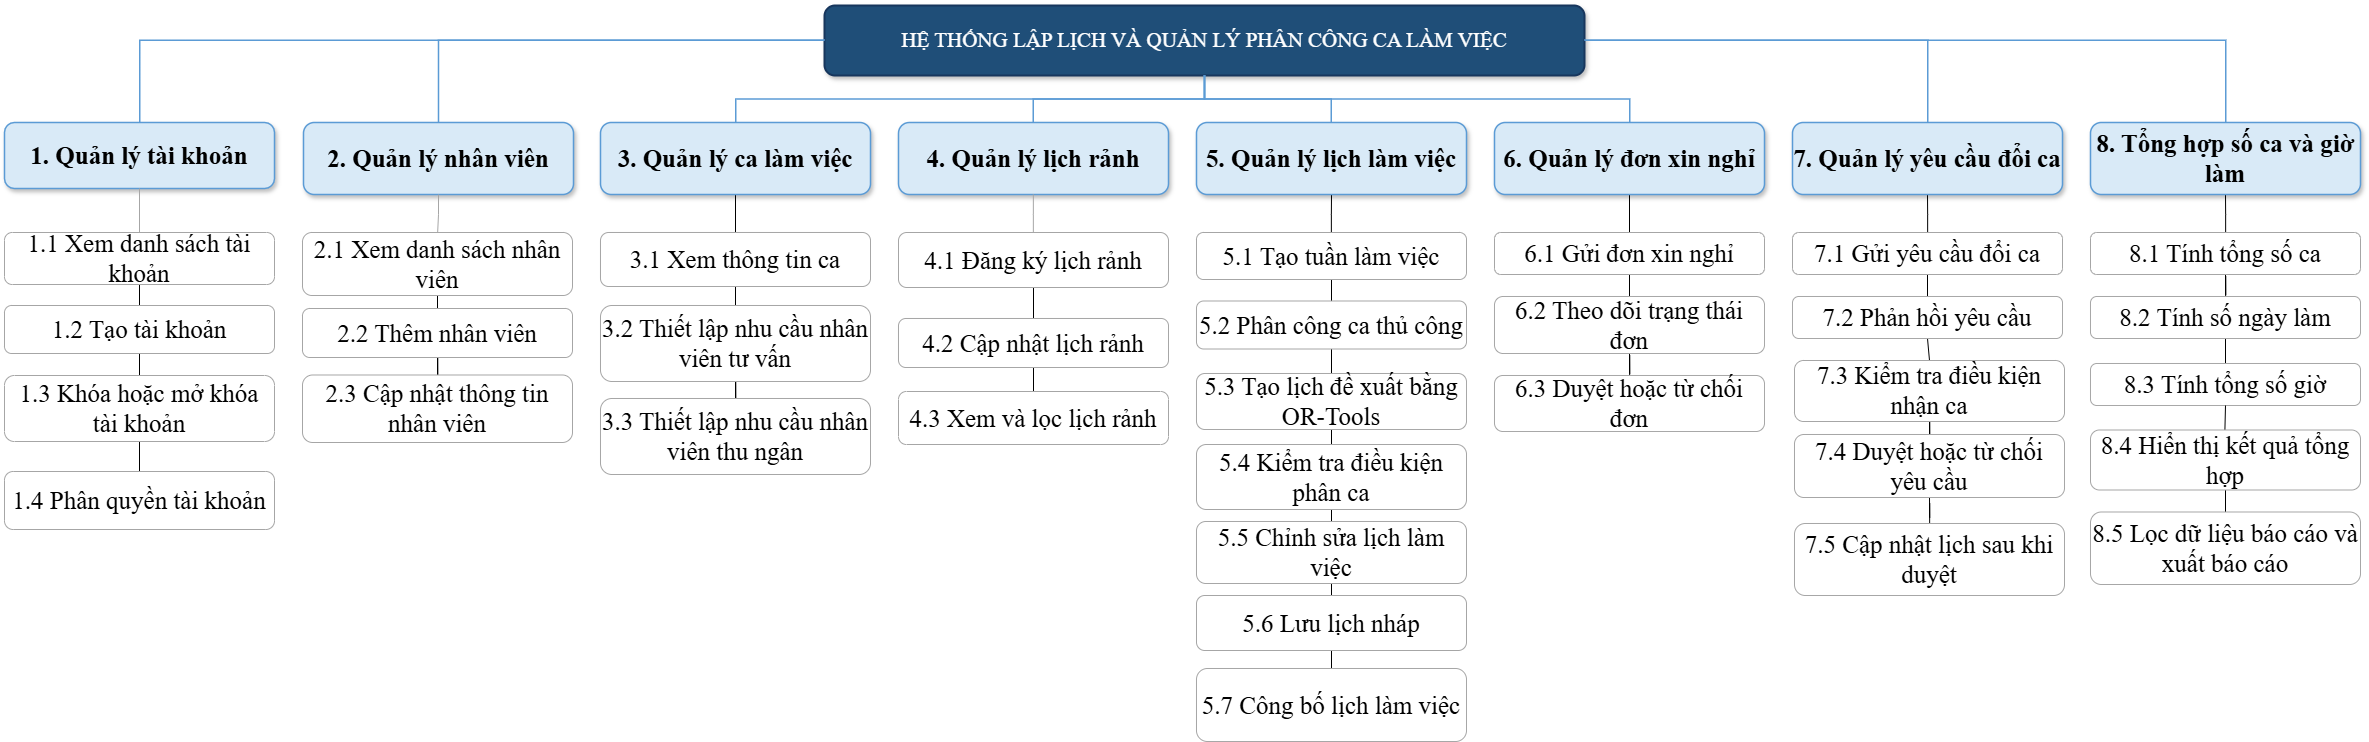 HỆ THỐNG LẬP LỊCH VÀ QUẢN LÝ PHÂN CÔNG CA LÀM VIỆC
1. Quản lý tài khoản
1.1 Xem danh sách tài
khoản
1.2 Tạo tài khoản
1.3 Khóa hoặc mở khóa
tài khoản
1.4 Phân quyền tài khoản
2. Quản lý nhân viên
2.1 Xem danh sách nhân
viên
2.2 Thêm nhân viên
2.3 Cập nhật thông tin
nhân viên
3. Quản lý ca làm việc
3.1 Xem thông tin ca
3.2 Thiết lập nhu cầu nhân
viên tư vấn
3.3 Thiết lập nhu cầu nhân
viên thu ngân
4. Quản lý lịch rảnh
4.1 Đăng ký lịch rảnh
4.2 Cập nhật lịch rảnh
4.3 Xem và lọc lịch rảnh
5. Quản lý lịch làm việc
5.1 Tạo tuần làm việc
5.2 Phân công ca thủ công
5.3 Tạo lịch đề xuất bằng
OR-Tools
5.4 Kiểm tra điều kiện
phân ca
5.5 Chỉnh sửa lịch làm
việc
5.6 Lưu lịch nháp
5.7 Công bố lịch làm việc
6. Quản lý đơn xin nghỉ
6.1 Gửi đơn xin nghỉ
6.2 Theo dõi trạng thái
đơn
6.3 Duyệt hoặc từ chối
đơn
7. Quản lý yêu cầu đổi ca
7.1 Gửi yêu cầu đổi ca
7.2 Phản hồi yêu cầu
7.3 Kiểm tra điều kiện
nhận ca
7.4 Duyệt hoặc từ chối
yêu cầu
7.5 Cập nhật lịch sau khi
duyệt
8. Tổng hợp số ca và giờ
làm
8.1 Tính tổng số ca
8.2 Tính số ngày làm
8.3 Tính tổng số giờ
8.4 Hiển thị kết quả tổng
hợp
8.5 Lọc dữ liệu báo cáo và
xuất báo cáo